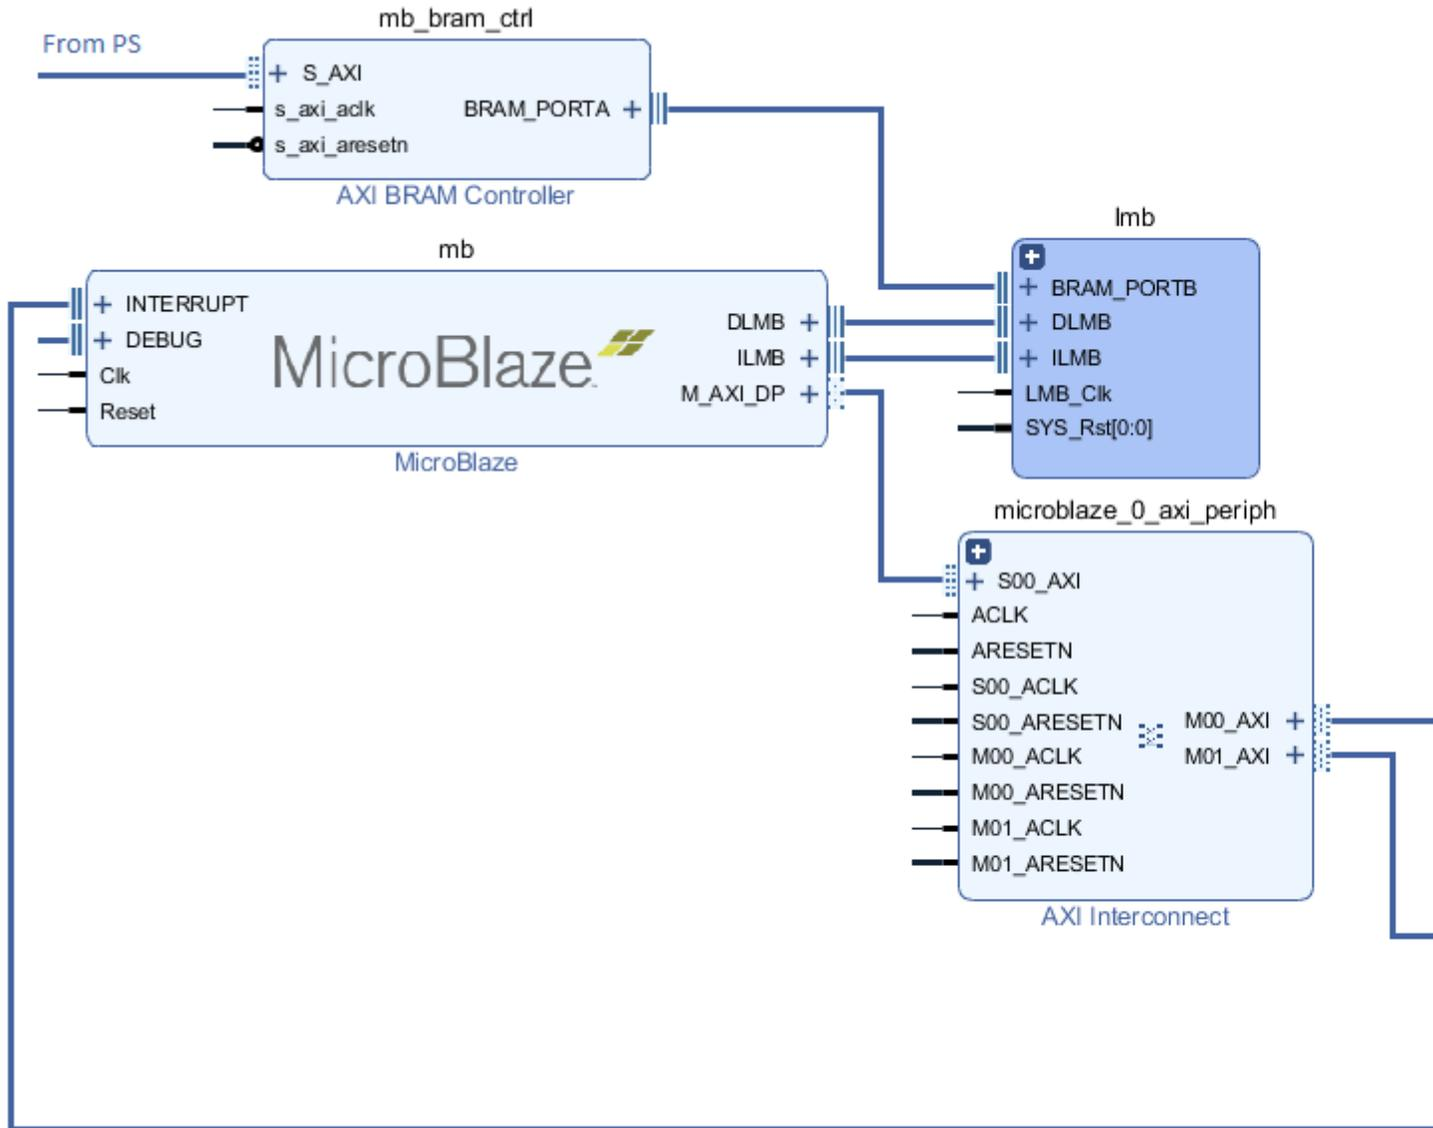 mb_bram_ctrl
From PS
S_AXI
s_axi_aclk
BRAM_PORTA
s_axi_aresetn
AXI BRAM Controller
lmb
BRAM_PORTB
DLMB
ILMB
LMB_Clk
SYS_Rst[0:0]
mb
INTERRUPT
DEBUG
Clk
Reset
MicroBlaze
DLMB
ILMB
M_AXI_DP
MicroBlaze
microblaze_0_axi_periph
S00_AXI
ACLK
ARESETN
S00_ACLK
S00_ARESETN
M00_ACLK
M00_ARESETN
M01_ACLK
M01_ARESETN
M00_AXI
M01_AXI
AXI Interconnect